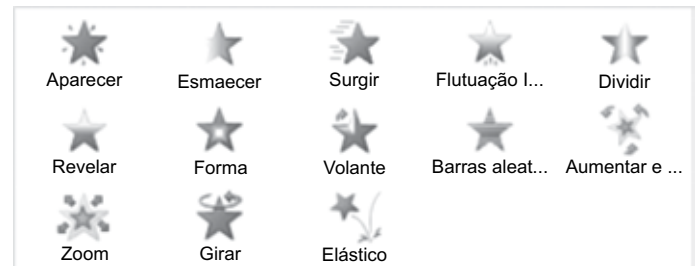 Aparecer Esmaecer Surgir Flutuação I... Dividir
Revelar Forma Volante Barras aleat... Aumentar e ...
Zoom Girar Elástico